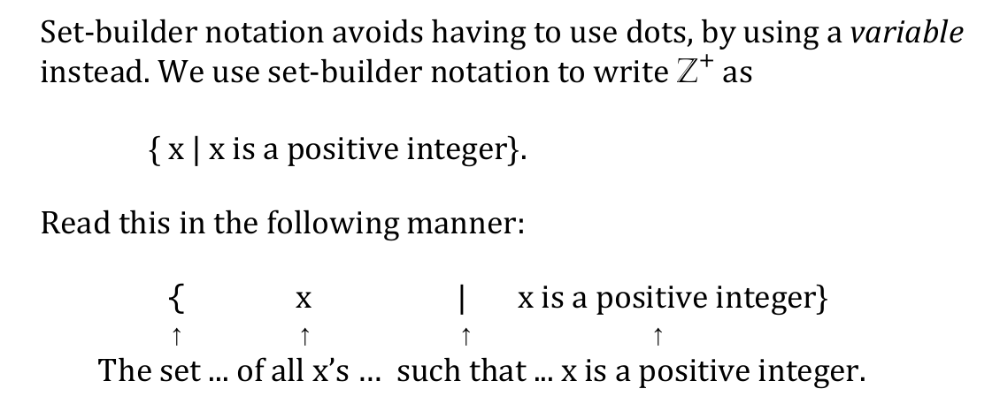 Set-builder notation avoids having to use dots, by using a variable
instead. We use set-builder notation to write ℤ⁺ as
{ x | x is a positive integer}.
Read this in the following manner:
{ x | x is a positive integer}
↑ ↑ ↑ ↑
The set ... of all x’s ... such that ... x is a positive integer.